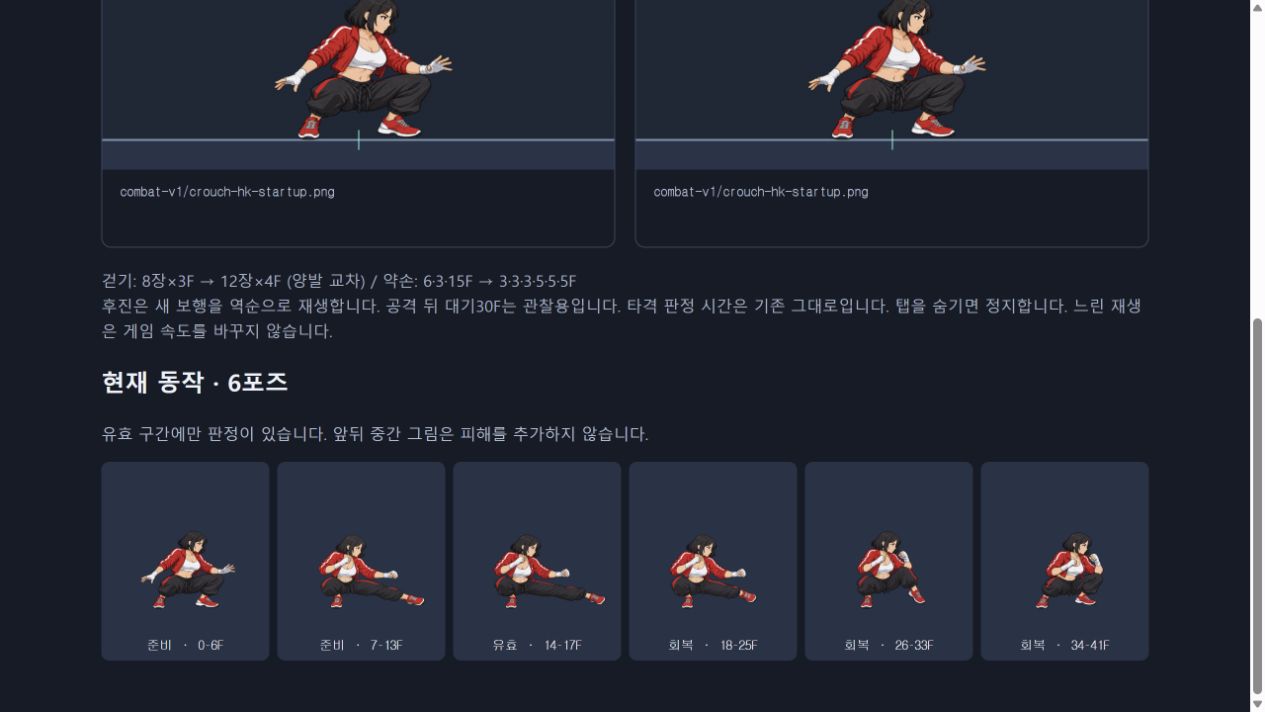 combat-v1/crouch-hk-startup.png
combat-v1/crouch-hk-startup.png
걷기: 8장×3F → 12장×4F (양발 교차) / 약손: 6·3·15F → 3·3·3·5·5·5F
후진은 새 보행을 역순으로 재생합니다. 공격 뒤 대기30F는 관찰용입니다. 타격 판정 시간은 기존 그대로입니다. 탭을 숨기면 정지합니다. 느린 재생
은 게임 속도를 바꾸지 않습니다.
현재 동작 · 6포즈
유효 구간에만 판정이 있습니다. 앞뒤 중간 그림은 피해를 추가하지 않습니다.
준비 · 0-6F
준비 · 7-13F
유효 · 14-17F
회복 · 18-25F
회복 · 26-33F
회복 · 34-41F